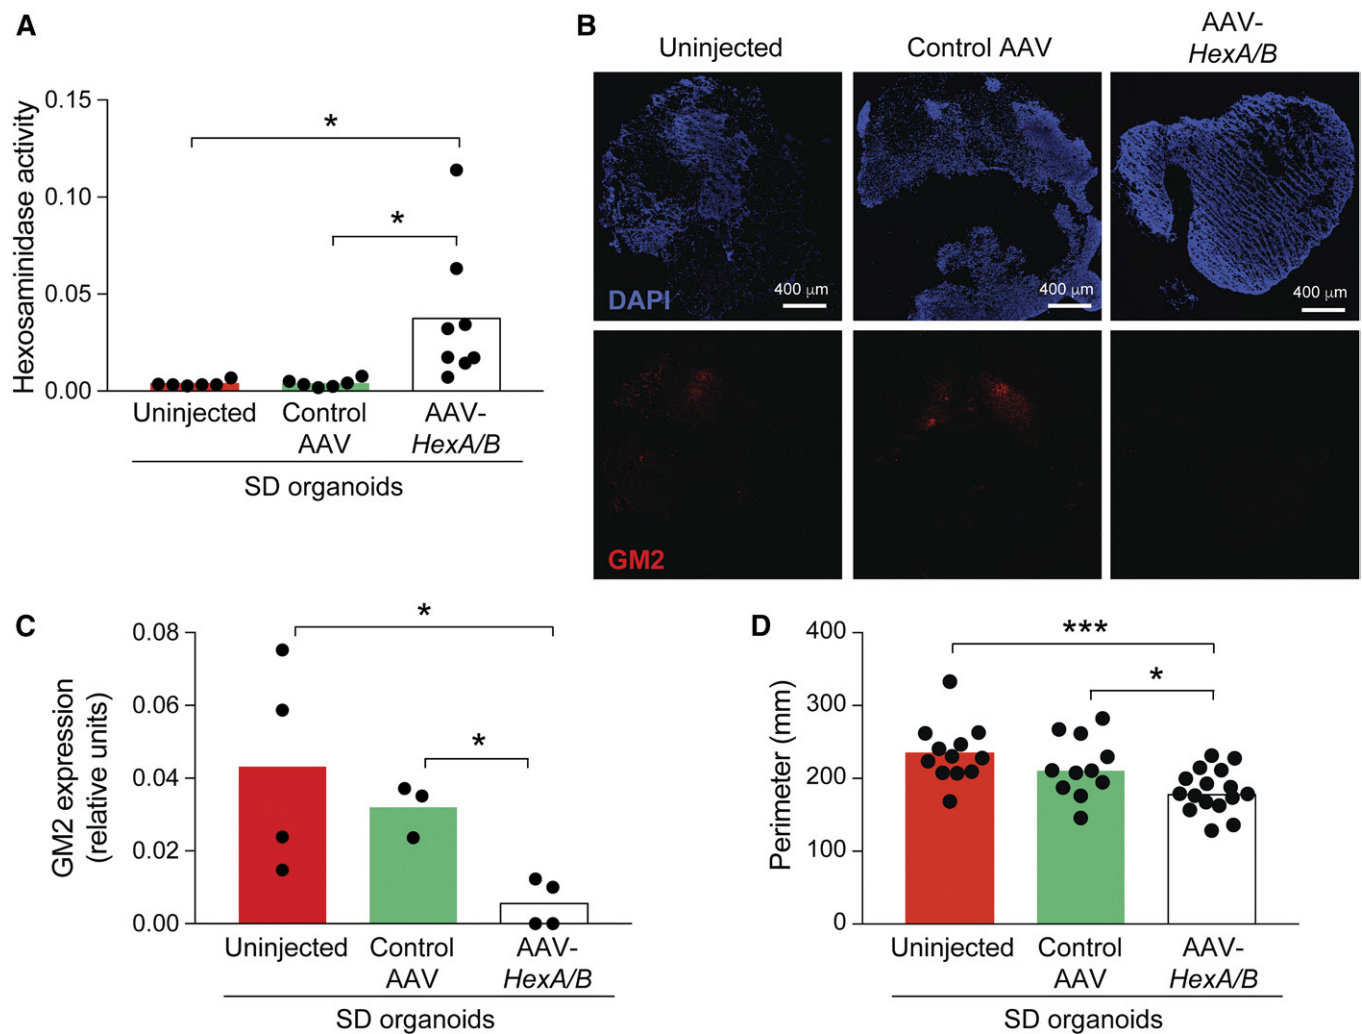 A
Hexosaminidase activity
0.15
0.10
0.05
0.00
*
*
Uninjected
Control
AAV
AAV-
HexA/B
SD organoids
B
Uninjected
Control AAV
AAV-
HexA/B
DAPI
400 μm
400 μm
400 μm
GM2
C
GM2 expression
(relative units)
0.08
0.06
0.04
0.02
0.00
*
*
Uninjected
Control
AAV
AAV-
HexA/B
SD organoids
D
Perimeter (mm)
400
300
200
100
0
***
*
Uninjected
Control
AAV
AAV-
HexA/B
SD organoids